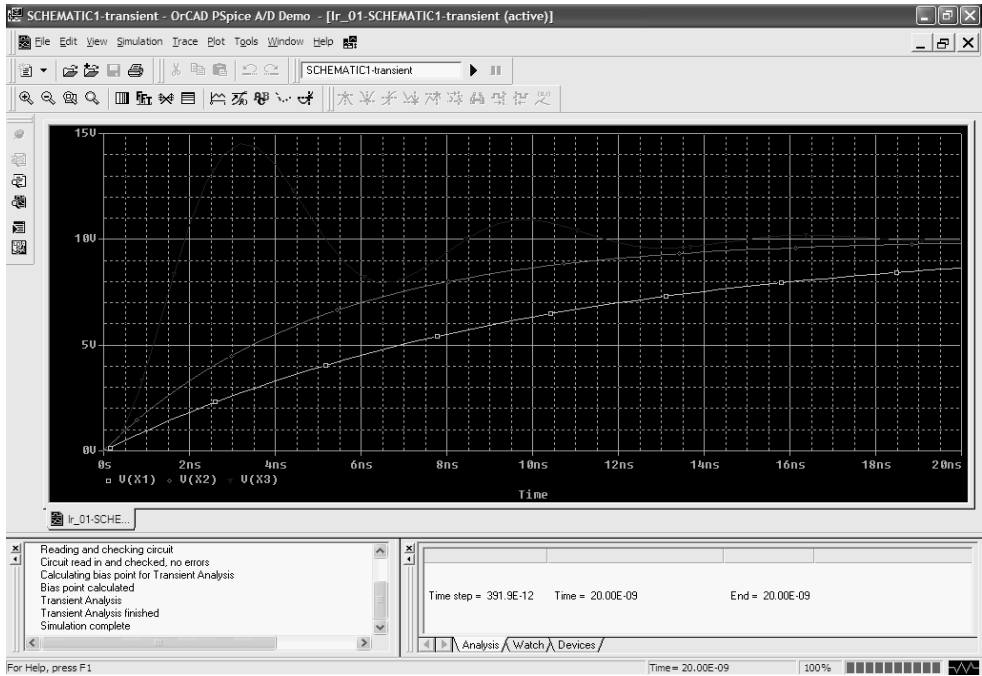 SCHEMATIC1-transient - OrCAD PSpice A/D Demo - [lr_01-SCHEMATIC1-transient (active)]
File Edit View Simulation Trace Plot Tools Window Help
SCHEMATIC1-transient
15V
10V
5V
0V
0s 2ns 4ns 6ns 8ns 10ns 12ns 14ns 16ns 18ns 20ns
V(X1) V(X2) V(X3)
Time
lr_01-SCHE...
Reading and checking circuit
Circuit read in and checked, no errors
Calculating bias point for Transient Analysis
Bias point calculated
Transient Analysis
Transient Analysis finished
Simulation complete
Time step = 391.9E-12 Time = 20.00E-09 End = 20.00E-09
Analysis Watch Devices
For Help, press F1 Time= 20.00E-09 100%